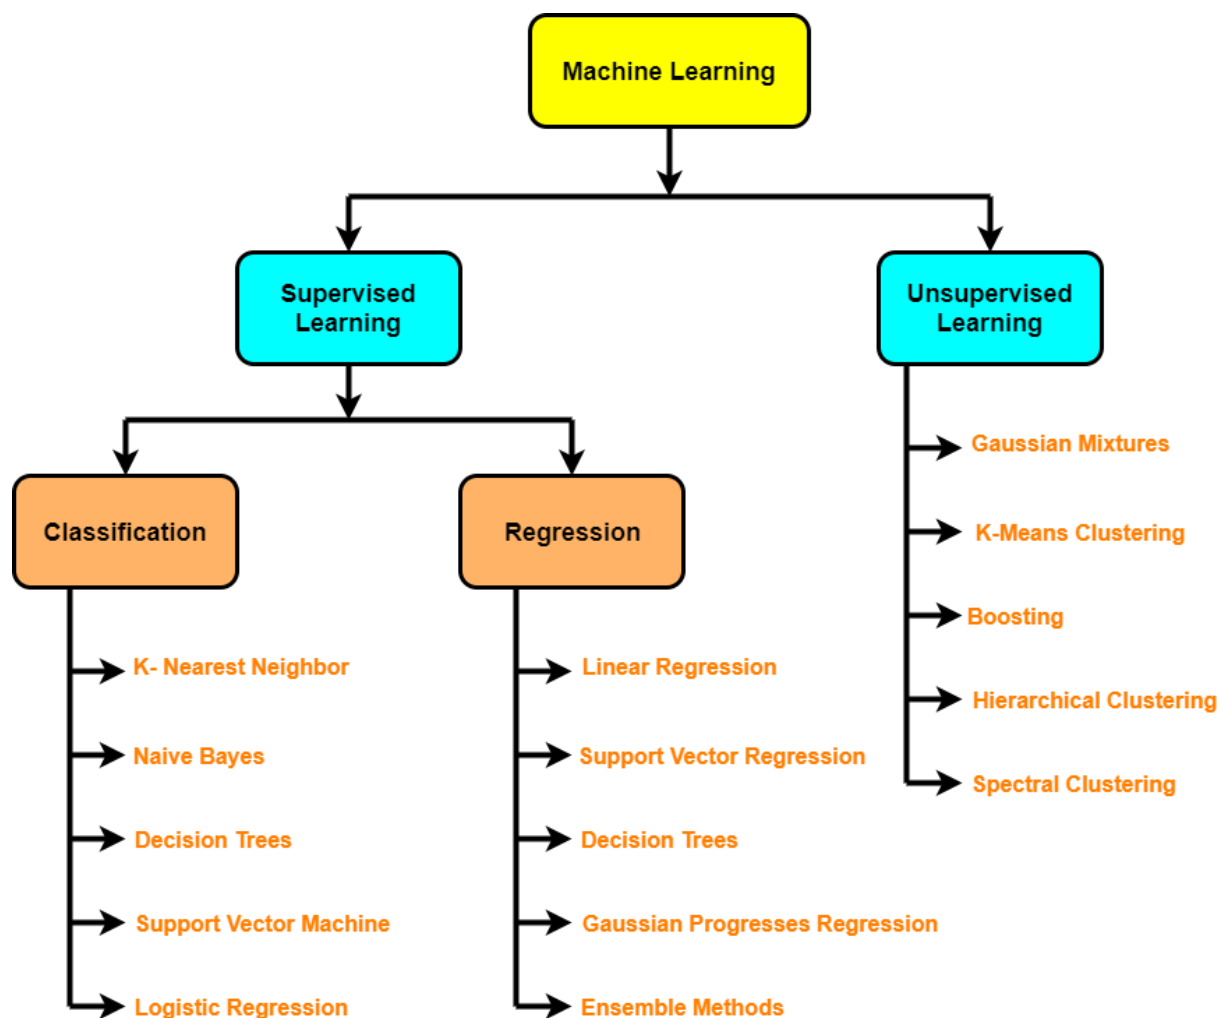 Machine Learning
Supervised
Learning
Unsupervised
Learning
Classification
Regression
K- Nearest Neighbor
Naive Bayes
Decision Trees
Support Vector Machine
Logistic Regression
Linear Regression
Support Vector Regression
Decision Trees
Gaussian Progresses Regression
Ensemble Methods
Gaussian Mixtures
K-Means Clustering
Boosting
Hierarchical Clustering
Spectral Clustering